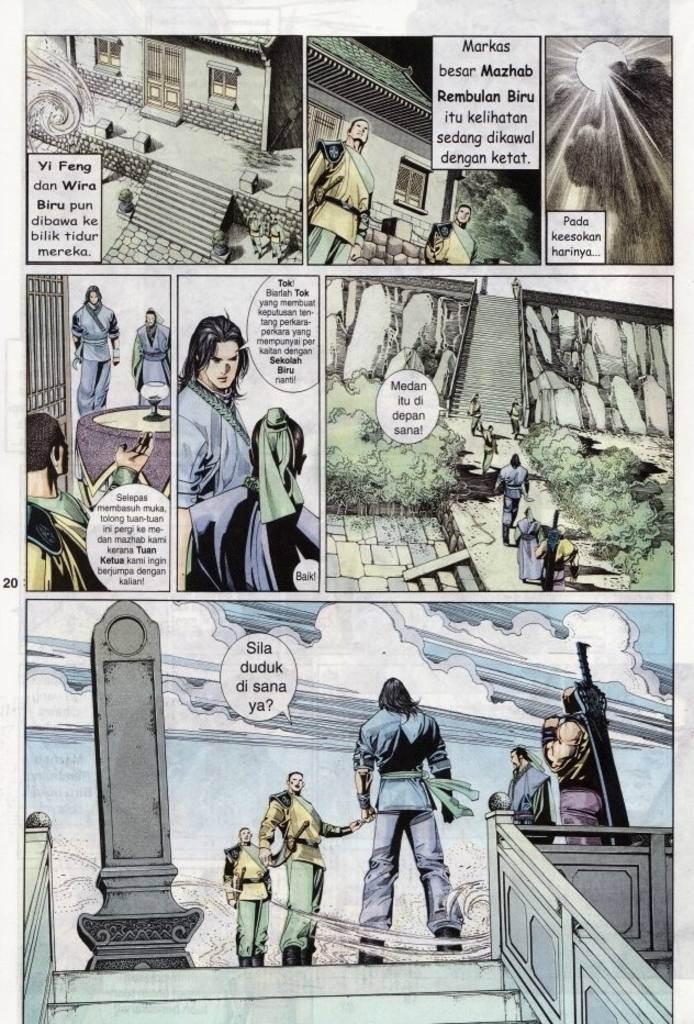 Yi Feng
dan Wira
Biru pun
dibawa ke
bilik tidur
mereka.
Markas
besar Mazhab
Rembulan Biru
itu kelihatan
sedang dikawal
dengan ketat.
Pada
keesokan
harinya...
Selepas
membasuh muka,
tolong tuan-tuan
ini pergi ke me-
dan mazhab kami
kerana Tuan
Ketua kami ingin
berjumpa dengan
kalian!
Tok!
Biarlah Tok
yang membuat
keputusan ten-
tang perkara-
perkara yang
mempunyai per
kaitan dengan
Sekolah
Biru
nanti!
Baik!
Medan
itu di
depan
sana!
20
Sila
duduk
di sana
ya?